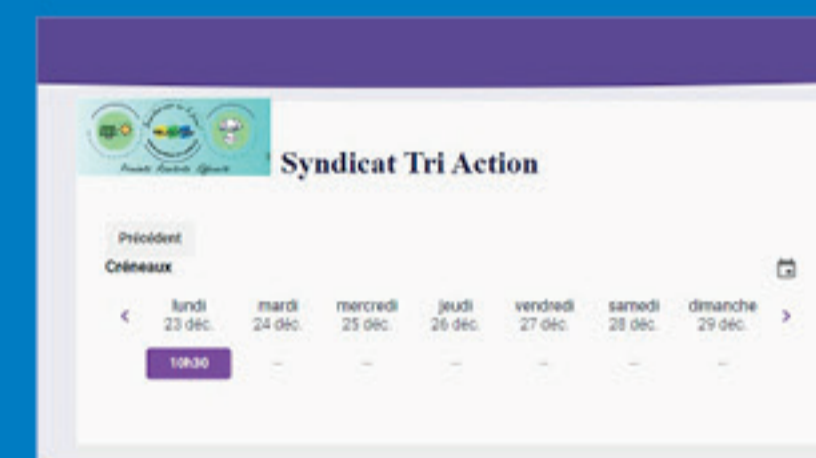 Syndicat Tri Action
Précédent
Créneaux
lundi mardi mercredi jeudi vendredi samedi dimanche
23 déc. 24 déc. 25 déc. 26 déc. 27 déc. 28 déc. 29 déc.
10h30 – – – – – –